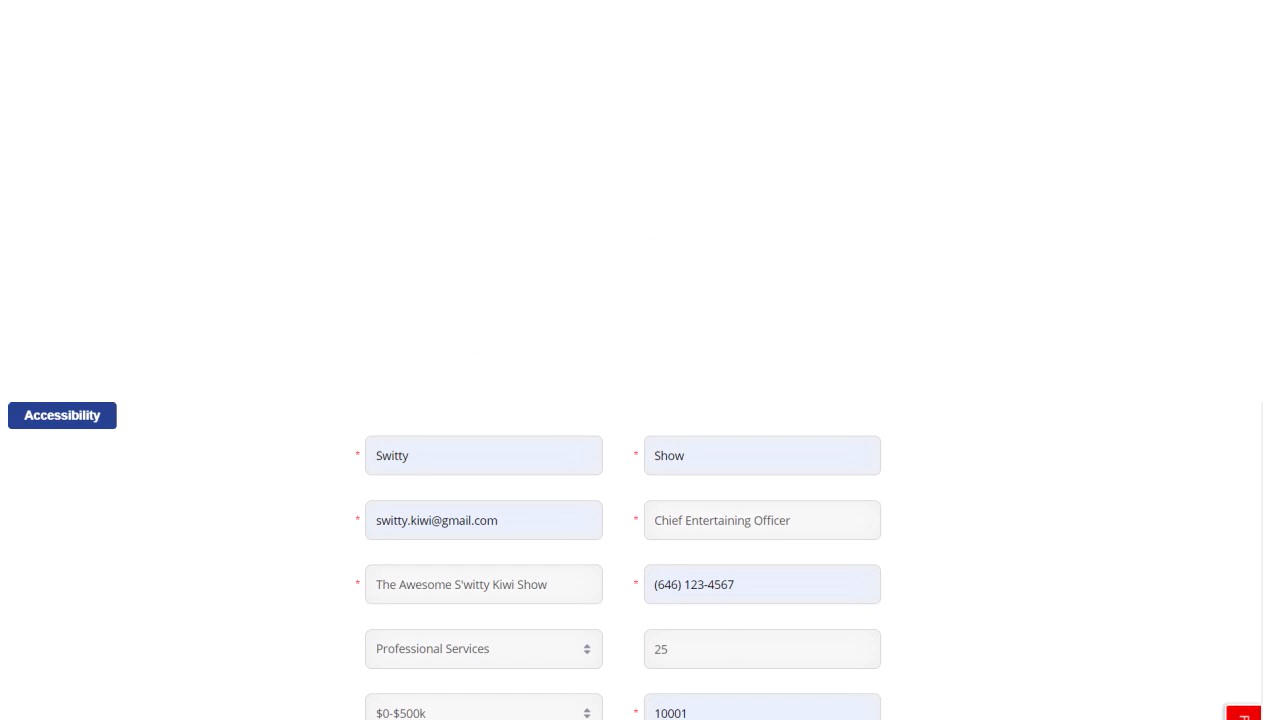 Accessibility
* Switty * Show
* switty.kiwi@gmail.com * Chief Entertaining Officer
* The Awesome S'witty Kiwi Show * (646) 123-4567
Professional Services 25
$0-$500k * 10001